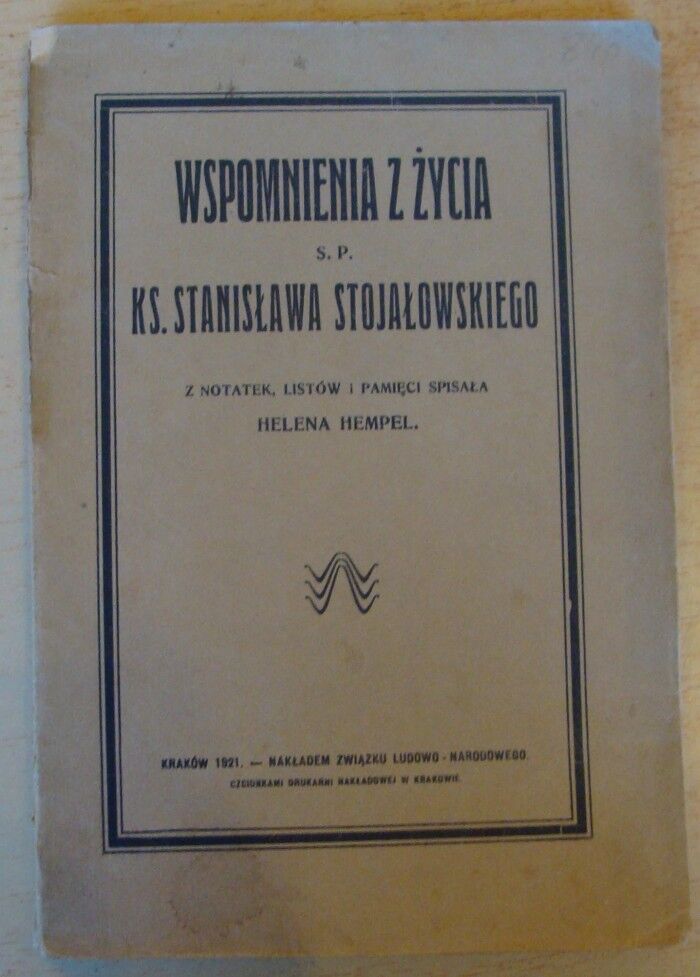 WSPOMNIENIA Z ŻYCIA
S. P.
KS. STANISŁAWA STOJAŁOWSKIEGO
Z NOTATEK, LISTÓW I PAMIĘCI SPISAŁA
HELENA HEMPEL.
KRAKÓW 1921. — NAKŁADEM ZWIĄZKU LUDOWO-NARODOWEGO.
CZCIONKAMI DRUKARNI NAKŁADOWEJ W KRAKOWIE.